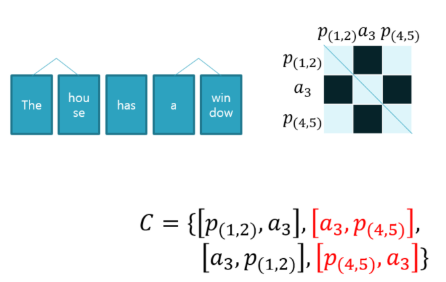 p(1,2) a3 p(4,5)
p(1,2)
a3
p(4,5)
The
hou
se
has
a
win
dow
C = {[p(1,2), a3], [a3, p(4,5)],
[a3, p(1,2)], [p(4,5), a3]}